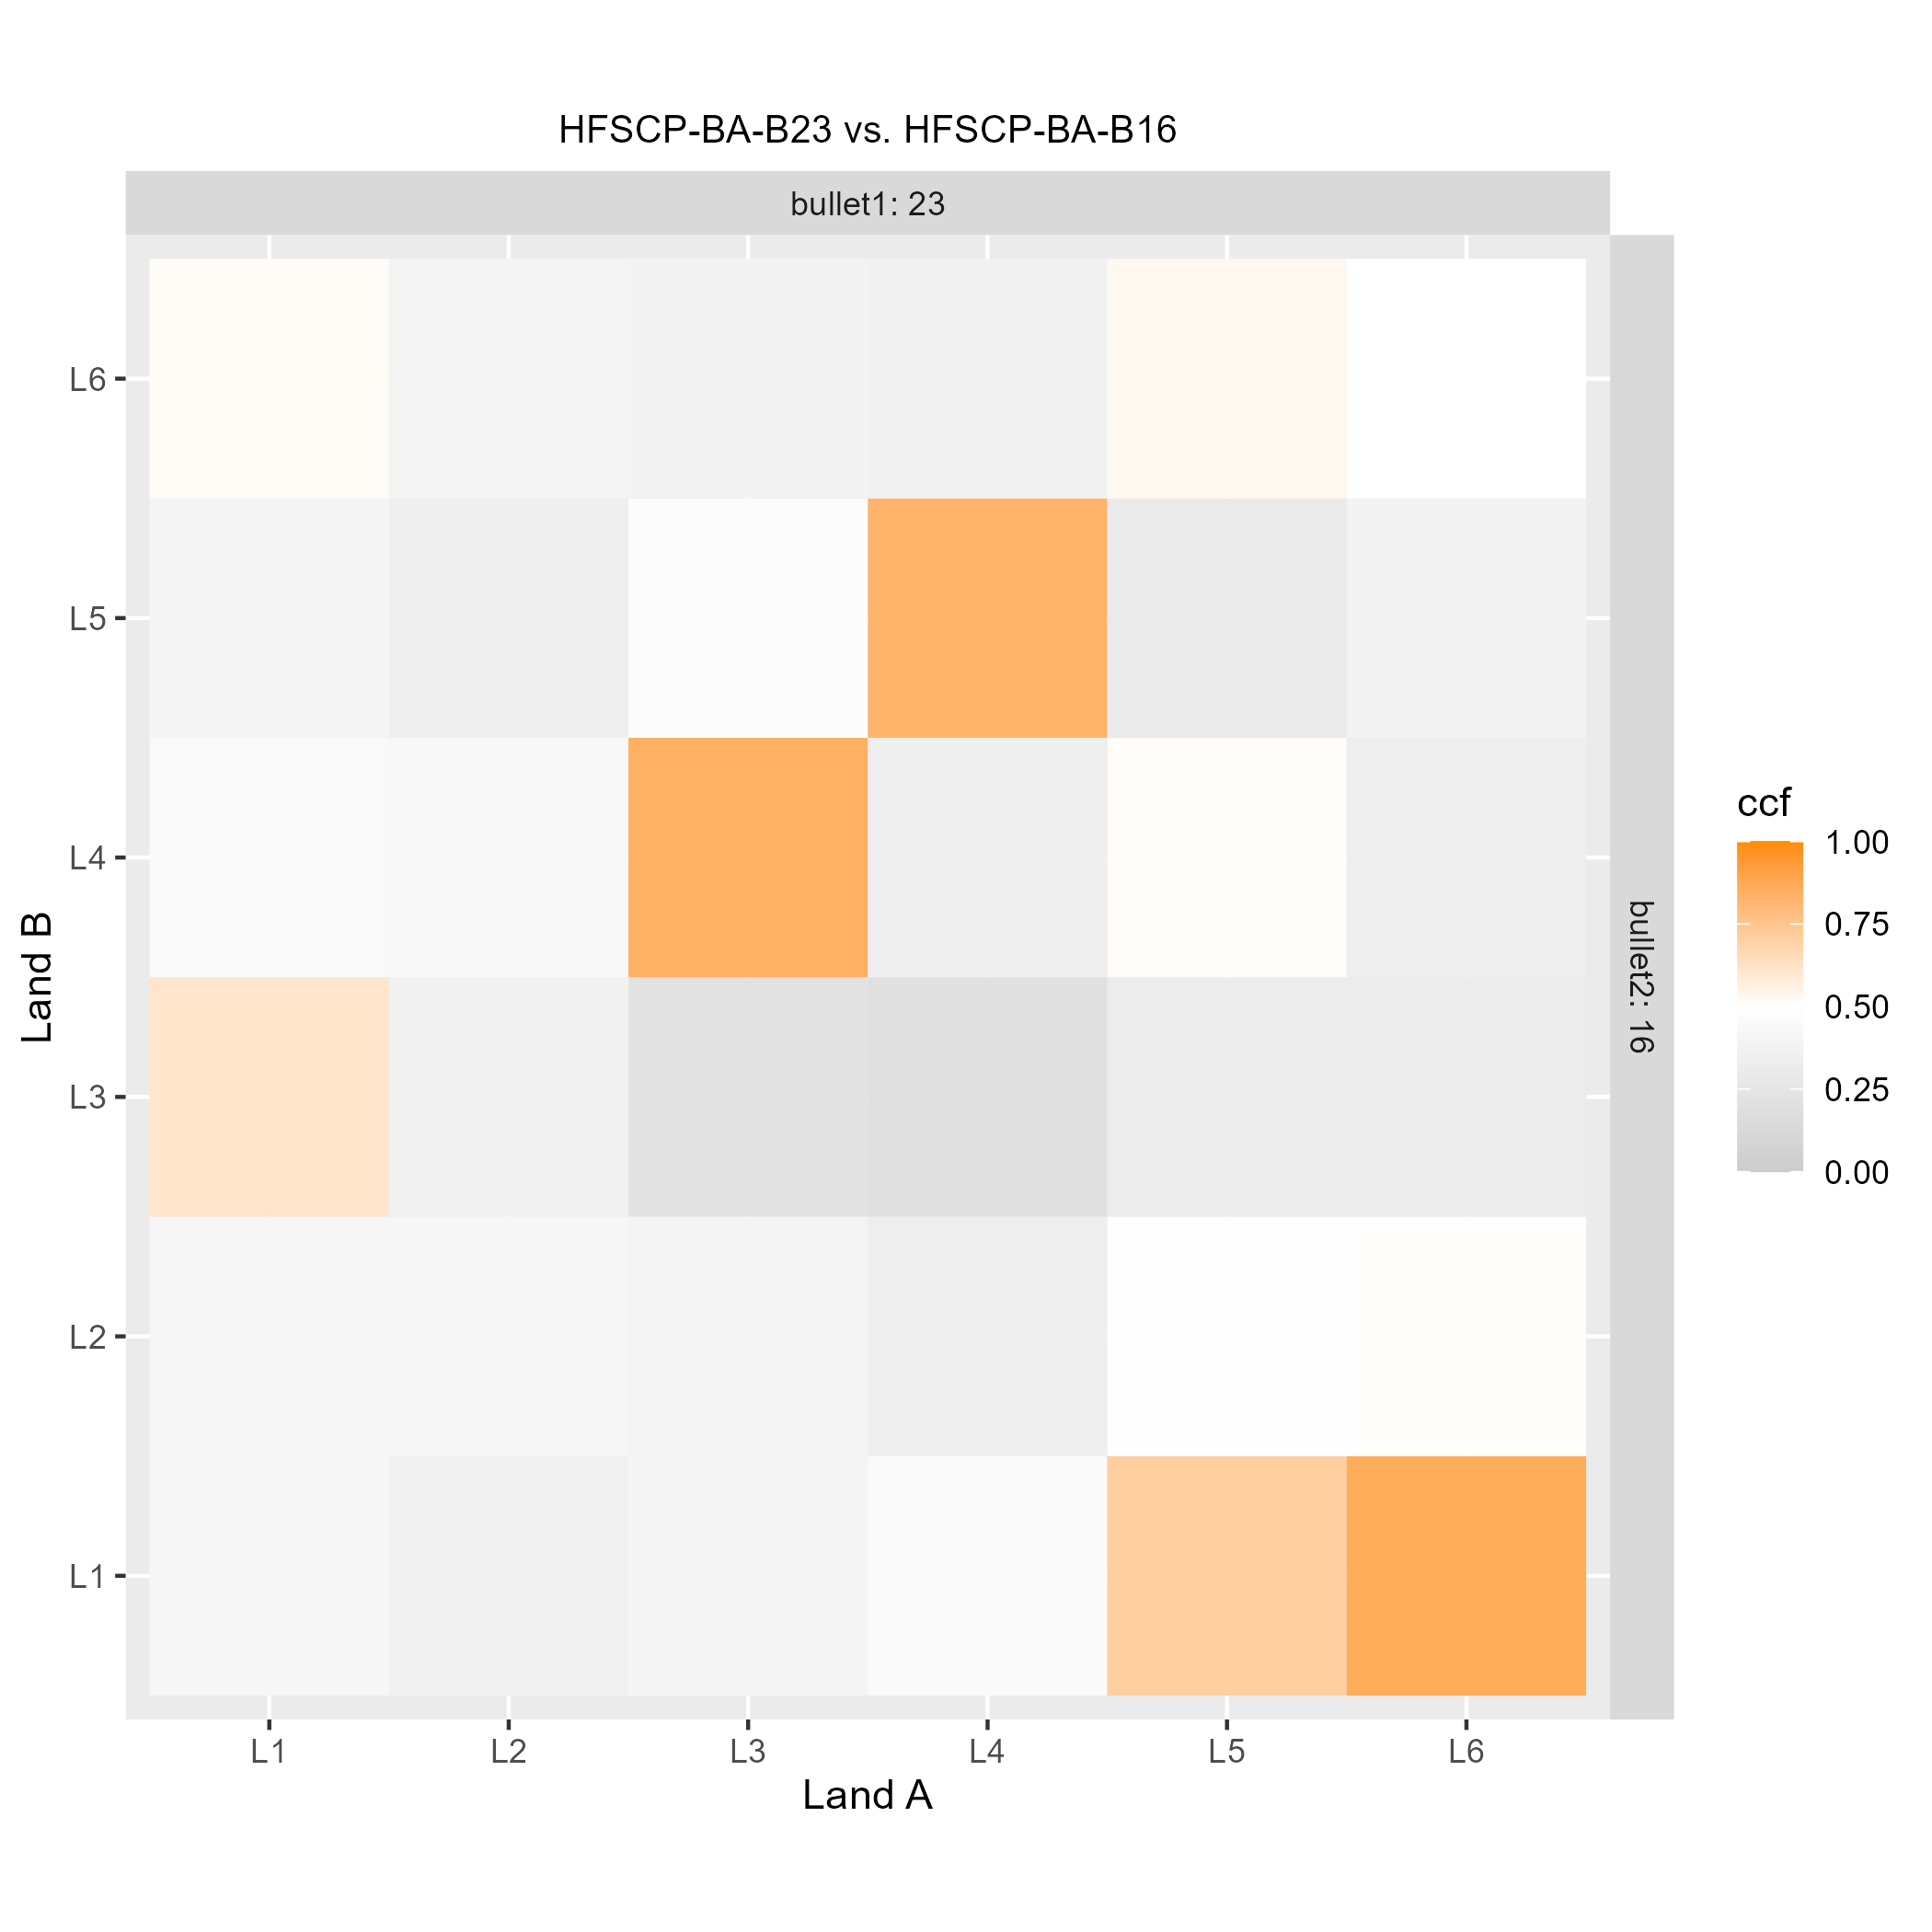 HFSCP-BA-B23 vs. HFSCP-BA-B16
bullet1: 23
L6
L5
L4
L3
L2
L1
Land B
bullet2: 16
L1 L2 L3 L4 L5 L6
Land A
ccf
1.00
0.75
0.50
0.25
0.00